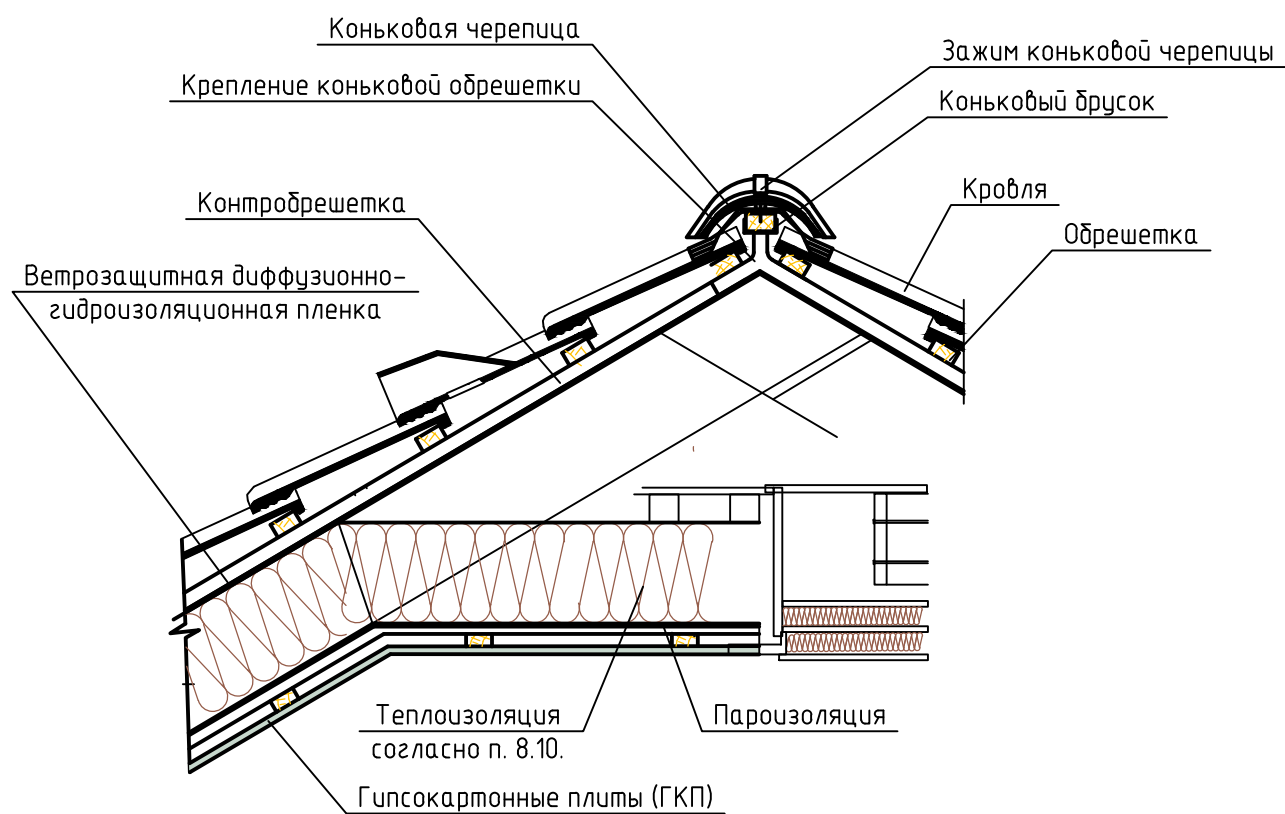 Коньковая черепица
Зажим коньковой черепицы
Крепление коньковой обрешетки
Коньковый брусок
Контробрешетка
Кровля
Обрешетка
Ветрозащитная диффузионно-
гидроизоляционная пленка
Теплоизоляция
согласно п. 8.10.
Пароизоляция
Гипсокартонные плиты (ГКП)